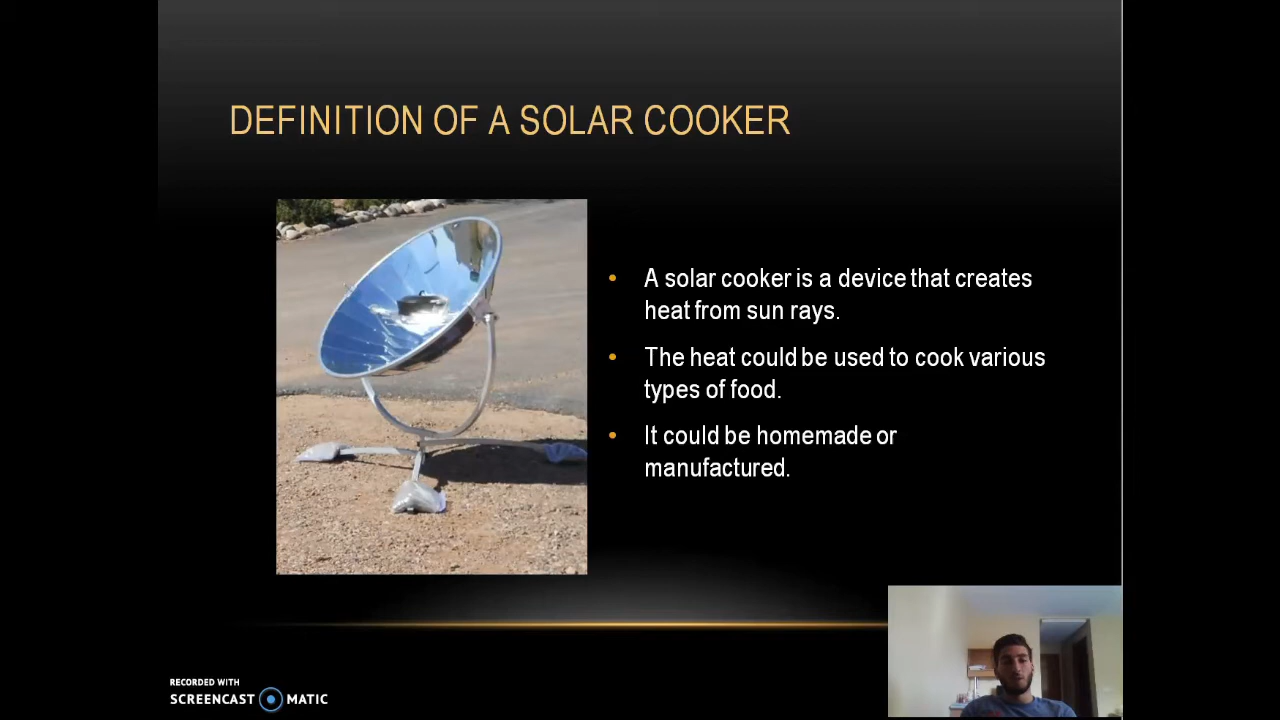 DEFINITION OF A SOLAR COOKER
• A solar cooker is a device that creates
heat from sun rays.
• The heat could be used to cook various
types of food.
• It could be homemade or
manufactured.
RECORDED WITH
SCREENCAST MATIC